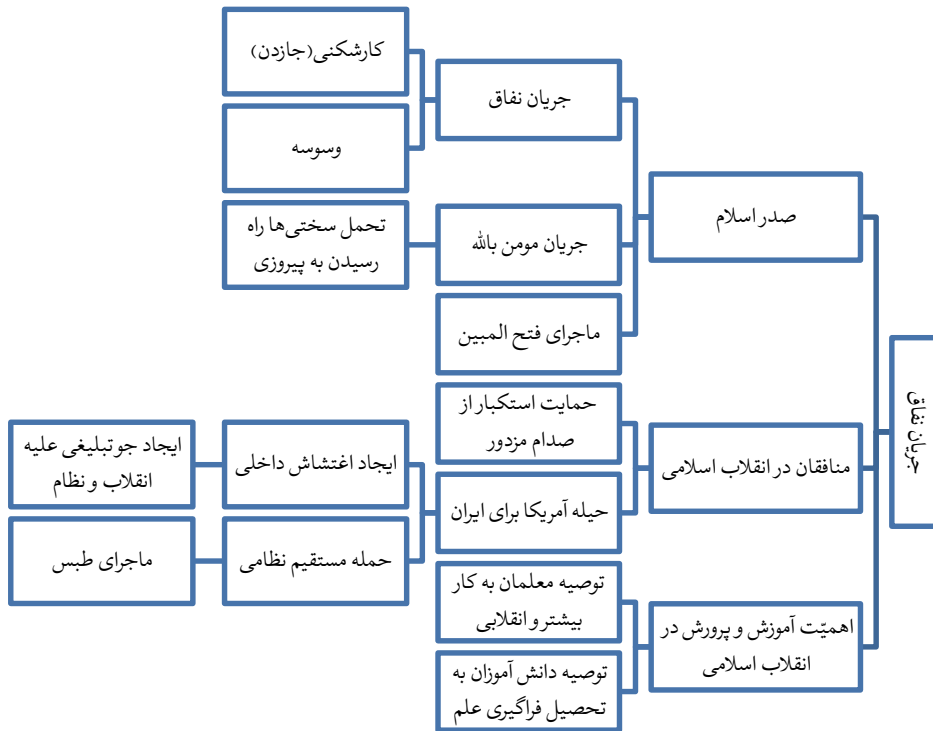 جریان نفاق
صدر اسلام
جریان نفاق
کارشکنی(جازدن)
وسوسه
جریان مومن بالله
تحمل سختی‌ها راه
رسیدن به پیروزی
ماجرای فتح المبین
منافقان در انقلاب اسلامی
حمایت استکبار از
صدام مزدور
حیله آمریکا برای ایران
ایجاد اغتشاش داخلی
ایجاد جوتبلیغی علیه
انقلاب و نظام
حمله مستقیم نظامی
ماجرای طبس
اهمیّت آموزش و پرورش در
انقلاب اسلامی
توصیه معلمان به کار
بیشتر و انقلابی
توصیه دانش آموزان به
تحصیل فراگیری علم